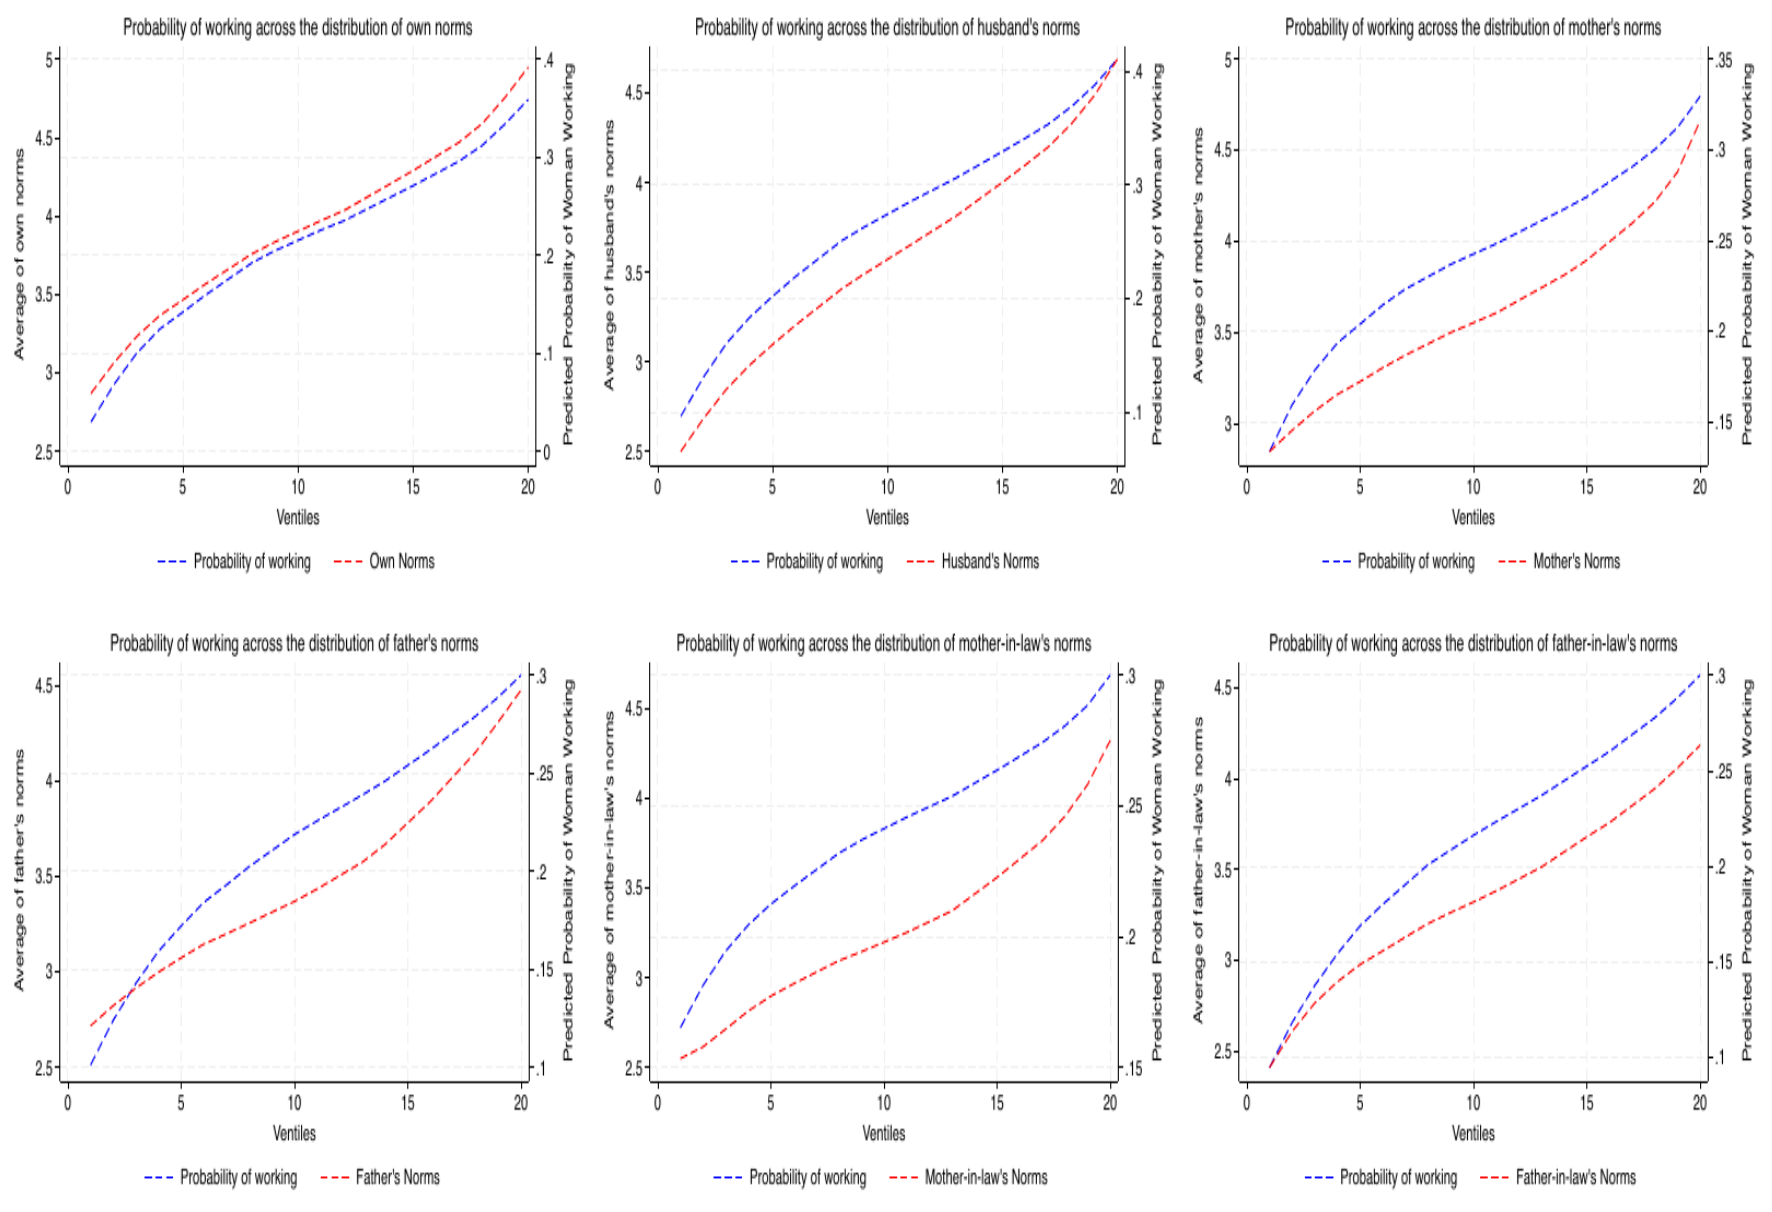 Probability of working across the distribution of own norms
Average of own norms
5
4.5
4
3.5
3
2.5
.4
.3
.2
.1
0
Predicted Probability of Woman Working
0 5 10 15 20
Ventiles
Probability of working Own Norms
Probability of working across the distribution of husband's norms
Average of husband's norms
4.5
4
3.5
3
2.5
.4
.3
.2
.1
Predicted Probability of Woman Working
0 5 10 15 20
Ventiles
Probability of working Husband's Norms
Probability of working across the distribution of mother's norms
Average of mother's norms
5
4.5
4
3.5
3
.35
.3
.25
.2
.15
Predicted Probability of Woman Working
0 5 10 15 20
Ventiles
Probability of working Mother's Norms
Probability of working across the distribution of father's norms
Average of father's norms
4.5
4
3.5
3
2.5
.3
.25
.2
.15
.1
Predicted Probability of Woman Working
0 5 10 15 20
Ventiles
Probability of working Father's Norms
Probability of working across the distribution of mother-in-law's norms
Average of mother-in-law's norms
4.5
4
3.5
3
2.5
.3
.25
.2
.15
Predicted Probability of Woman Working
0 5 10 15 20
Ventiles
Probability of working Mother-in-law's Norms
Probability of working across the distribution of father-in-law's norms
Average of father-in-law's norms
4.5
4
3.5
3
2.5
.3
.25
.2
.15
.1
Predicted Probability of Woman Working
0 5 10 15 20
Ventiles
Probability of working Father-in-law's Norms